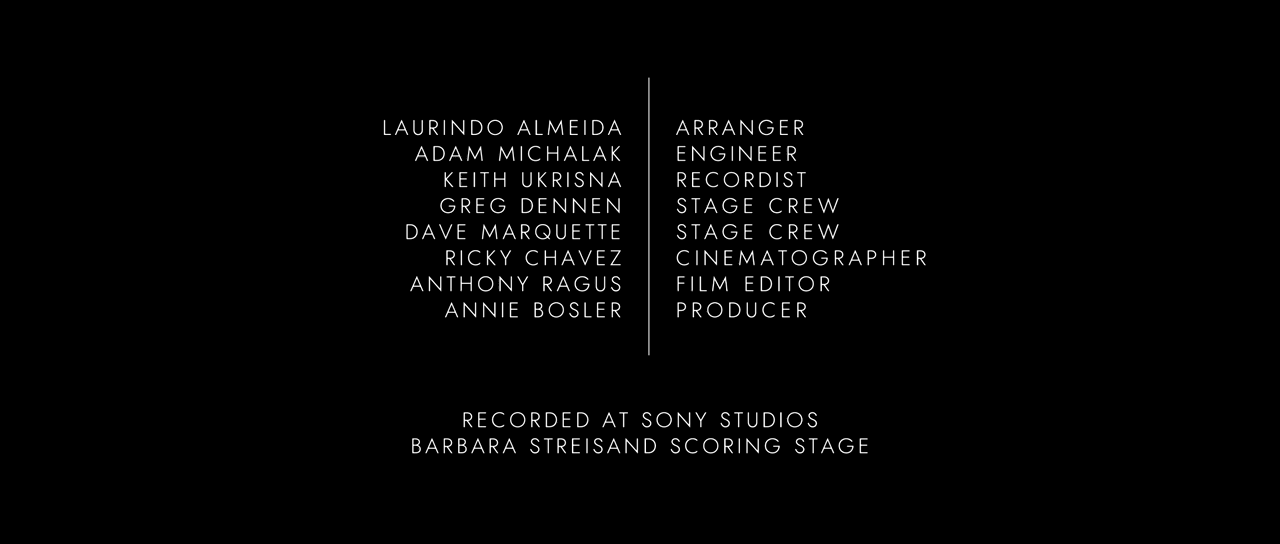 LAURINDO ALMEIDA ARRANGER
ADAM MICHALAK ENGINEER
KEITH UKRISNA RECORDIST
GREG DENNEN STAGE CREW
DAVE MARQUETTE STAGE CREW
RICKY CHAVEZ CINEMATOGRAPHER
ANTHONY RAGUS FILM EDITOR
ANNIE BOSLER PRODUCER
RECORDED AT SONY STUDIOS
BARBARA STREISAND SCORING STAGE